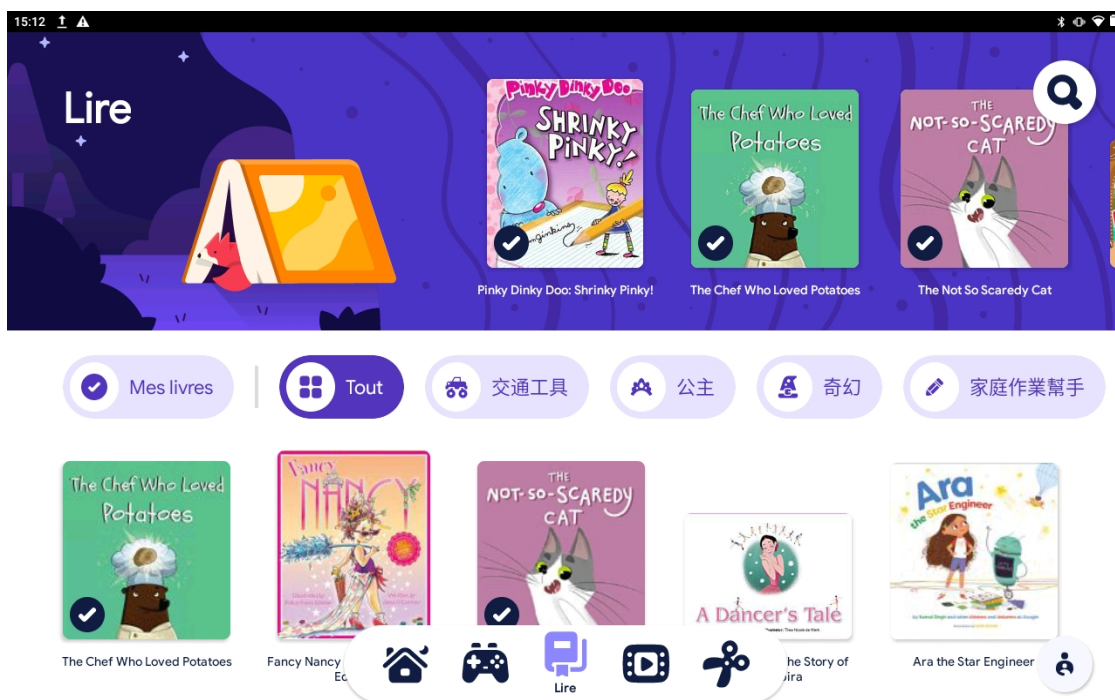 15:12
Lire
Pinky Dinky Doo
SHRINKY
PINKY!
The Chef Who Loved
Potatoes
THE
NOT-SO-SCAREDY
CAT
Pinky Dinky Doo: Shrinky Pinky!
The Chef Who Loved Potatoes
The Not So Scaredy Cat
Mes livres
Tout
交通工具
公主
奇幻
家庭作業幫手
The Chef Who Loved
Potatoes
Fancy
NANCY
THE
NOT-SO-SCAREDY
CAT
A Dancer's Tale
Ara
the Star Engineer
The Chef Who Loved Potatoes
Fancy Nancy
he Story of
Ara the Star Engineer
Lire